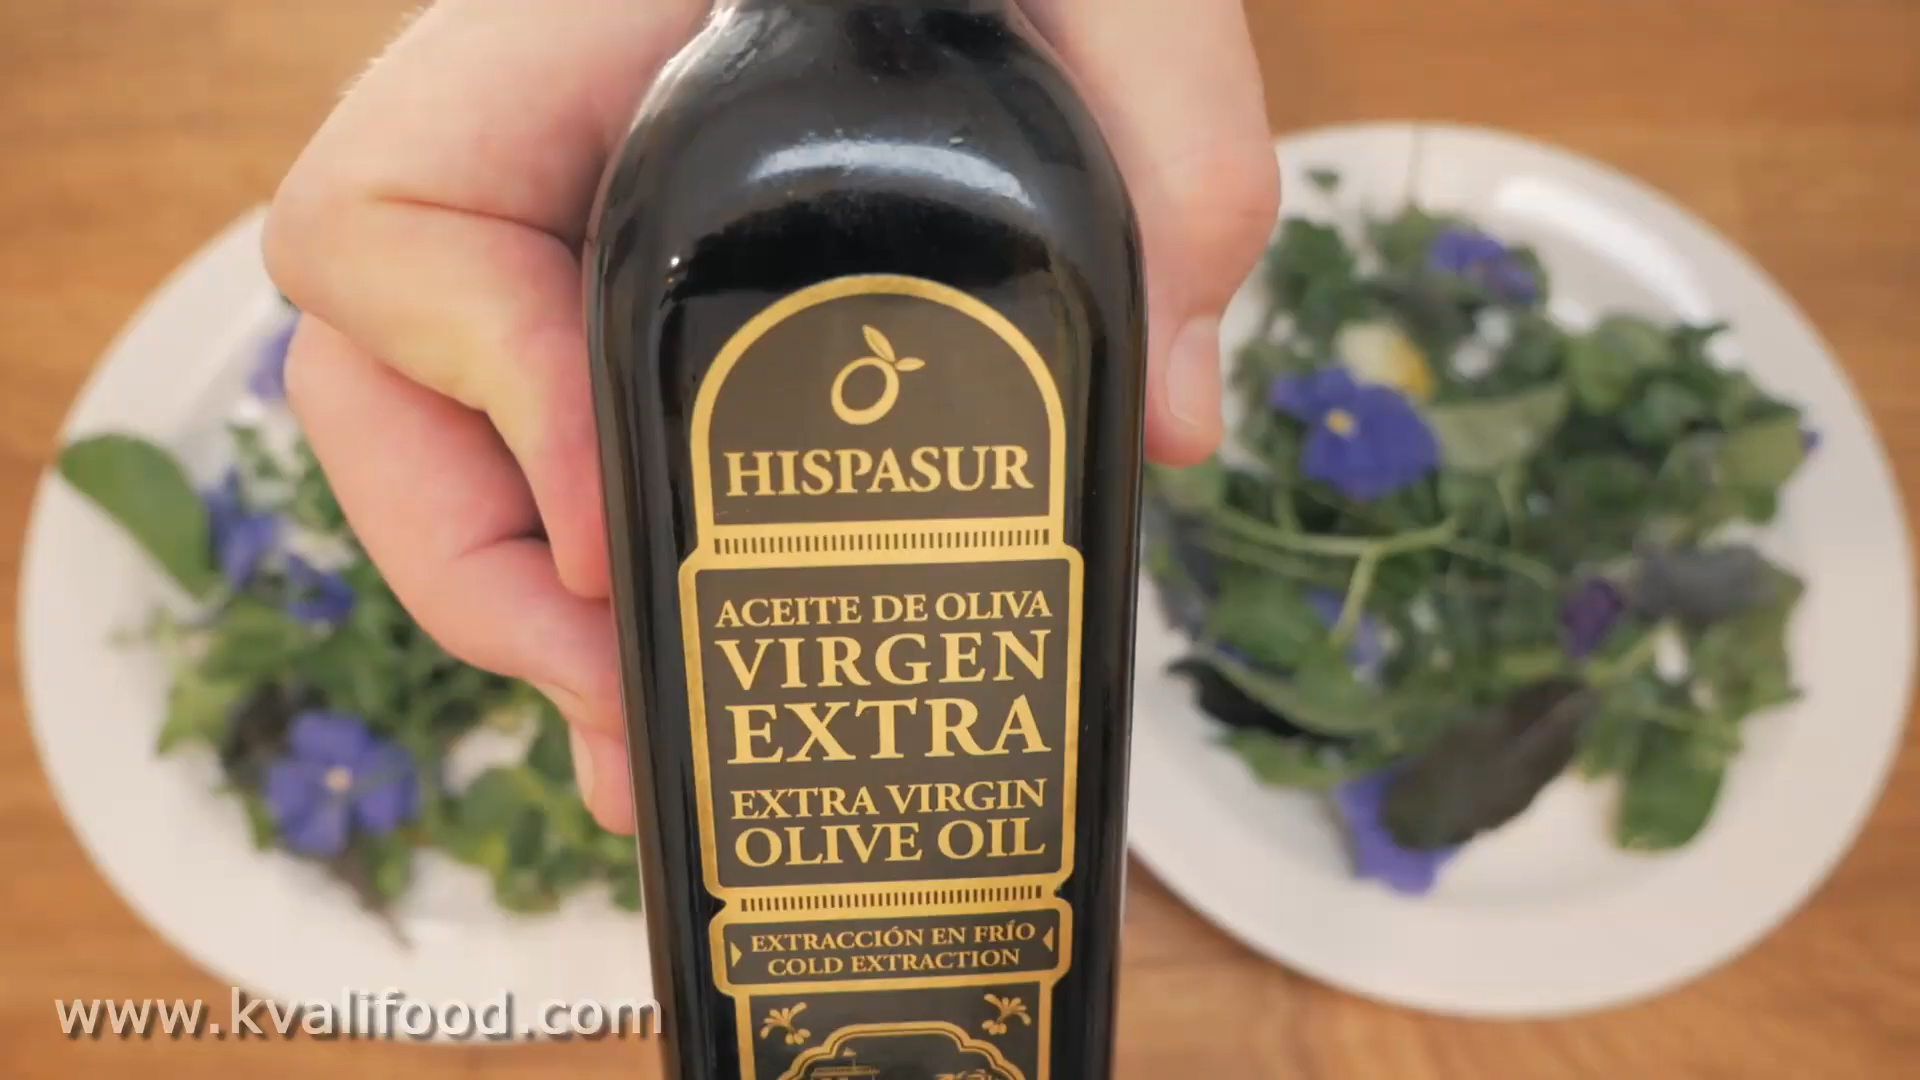 HISPASUR
ACEITE DE OLIVA
VIRGEN
EXTRA
EXTRA VIRGIN
OLIVE OIL
EXTRACCIÓN EN FRÍO
COLD EXTRACTION
www.kvalifood.com